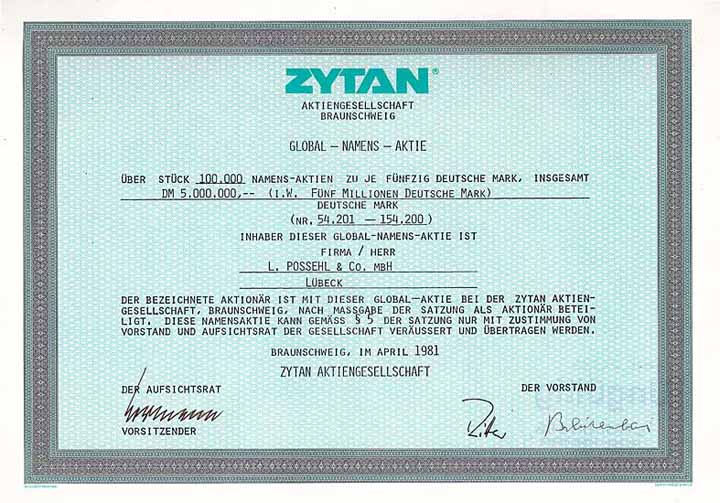 ZYTAN®
AKTIENGESELLSCHAFT
BRAUNSCHWEIG
GLOBAL – NAMENS – AKTIE
ÜBER STÜCK 100.000 NAMENS-AKTIEN ZU JE FÜNFZIG DEUTSCHE MARK, INSGESAMT
DM 5.000.000,-- (I.W. FÜNF MILLIONEN DEUTSCHE MARK)
DEUTSCHE MARK
(NR. 54.201 – 154.200)
INHABER DIESER GLOBAL-NAMENS-AKTIE IST
FIRMA / HERR
L. POSSEHL & CO. MBH
LÜBECK
DER BEZEICHNETE AKTIONÄR IST MIT DIESER GLOBAL-AKTIE BEI DER ZYTAN AKTIEN-
GESELLSCHAFT, BRAUNSCHWEIG, NACH MASSGABE DER SATZUNG ALS AKTIONÄR BETEI-
LIGT. DIESE NAMENSAKTIE KANN GEMÄSS § 5 DER SATZUNG NUR MIT ZUSTIMMUNG VON
VORSTAND UND AUFSICHTSRAT DER GESELLSCHAFT VERÄUSSERT UND ÜBERTRAGEN WERDEN.
BRAUNSCHWEIG, IM APRIL 1981
ZYTAN AKTIENGESELLSCHAFT
DER AUFSICHTSRAT
DER VORSTAND
VORSITZENDER